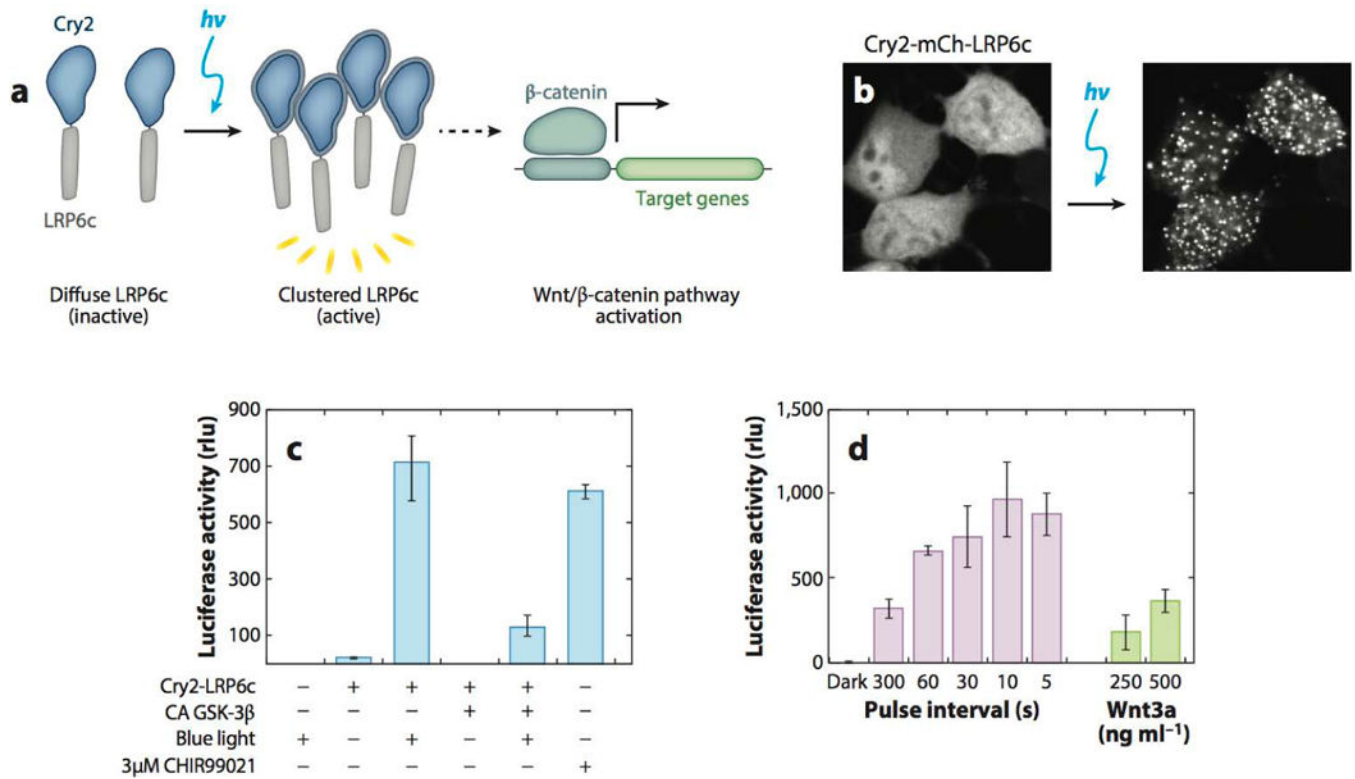 a
Cry2
hν
LRP6c
β-catenin
Target genes
Diffuse LRP6c
(inactive)
Clustered LRP6c
(active)
Wnt/β-catenin pathway
activation
b
Cry2-mCh-LRP6c
hν
c
Luciferase activity (rlu)
900
700
500
300
100
Cry2-LRP6c − + + + + −
CA GSK-3β − − − + + −
Blue light + − + − + −
3μM CHIR99021 − − − − − +
d
Luciferase activity (rlu)
1,500
1,000
500
0
Dark 300 60 30 10 5 250 500
Pulse interval (s) Wnt3a
(ng ml⁻¹)